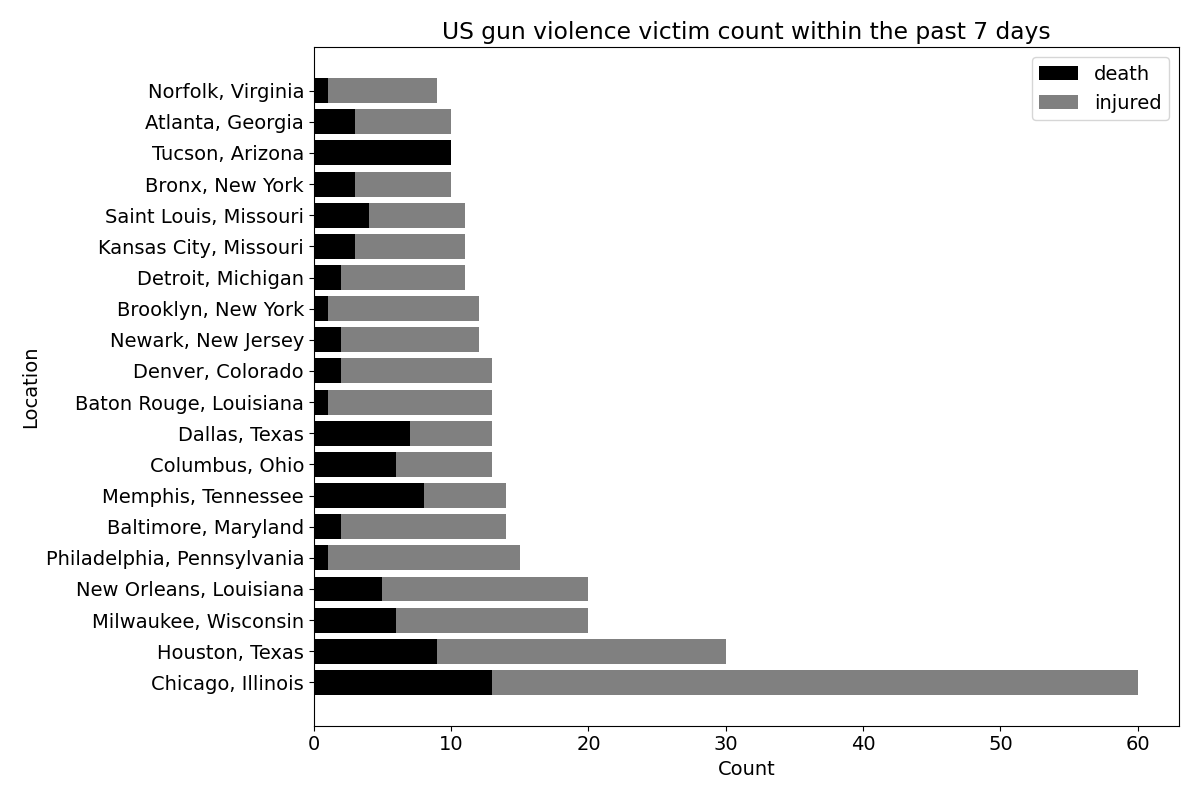 US gun violence victim count within the past 7 days
death
injured
Norfolk, Virginia
Atlanta, Georgia
Tucson, Arizona
Bronx, New York
Saint Louis, Missouri
Kansas City, Missouri
Detroit, Michigan
Brooklyn, New York
Newark, New Jersey
Denver, Colorado
Baton Rouge, Louisiana
Dallas, Texas
Columbus, Ohio
Memphis, Tennessee
Baltimore, Maryland
Philadelphia, Pennsylvania
New Orleans, Louisiana
Milwaukee, Wisconsin
Houston, Texas
Chicago, Illinois
Location
0 10 20 30 40 50 60
Count